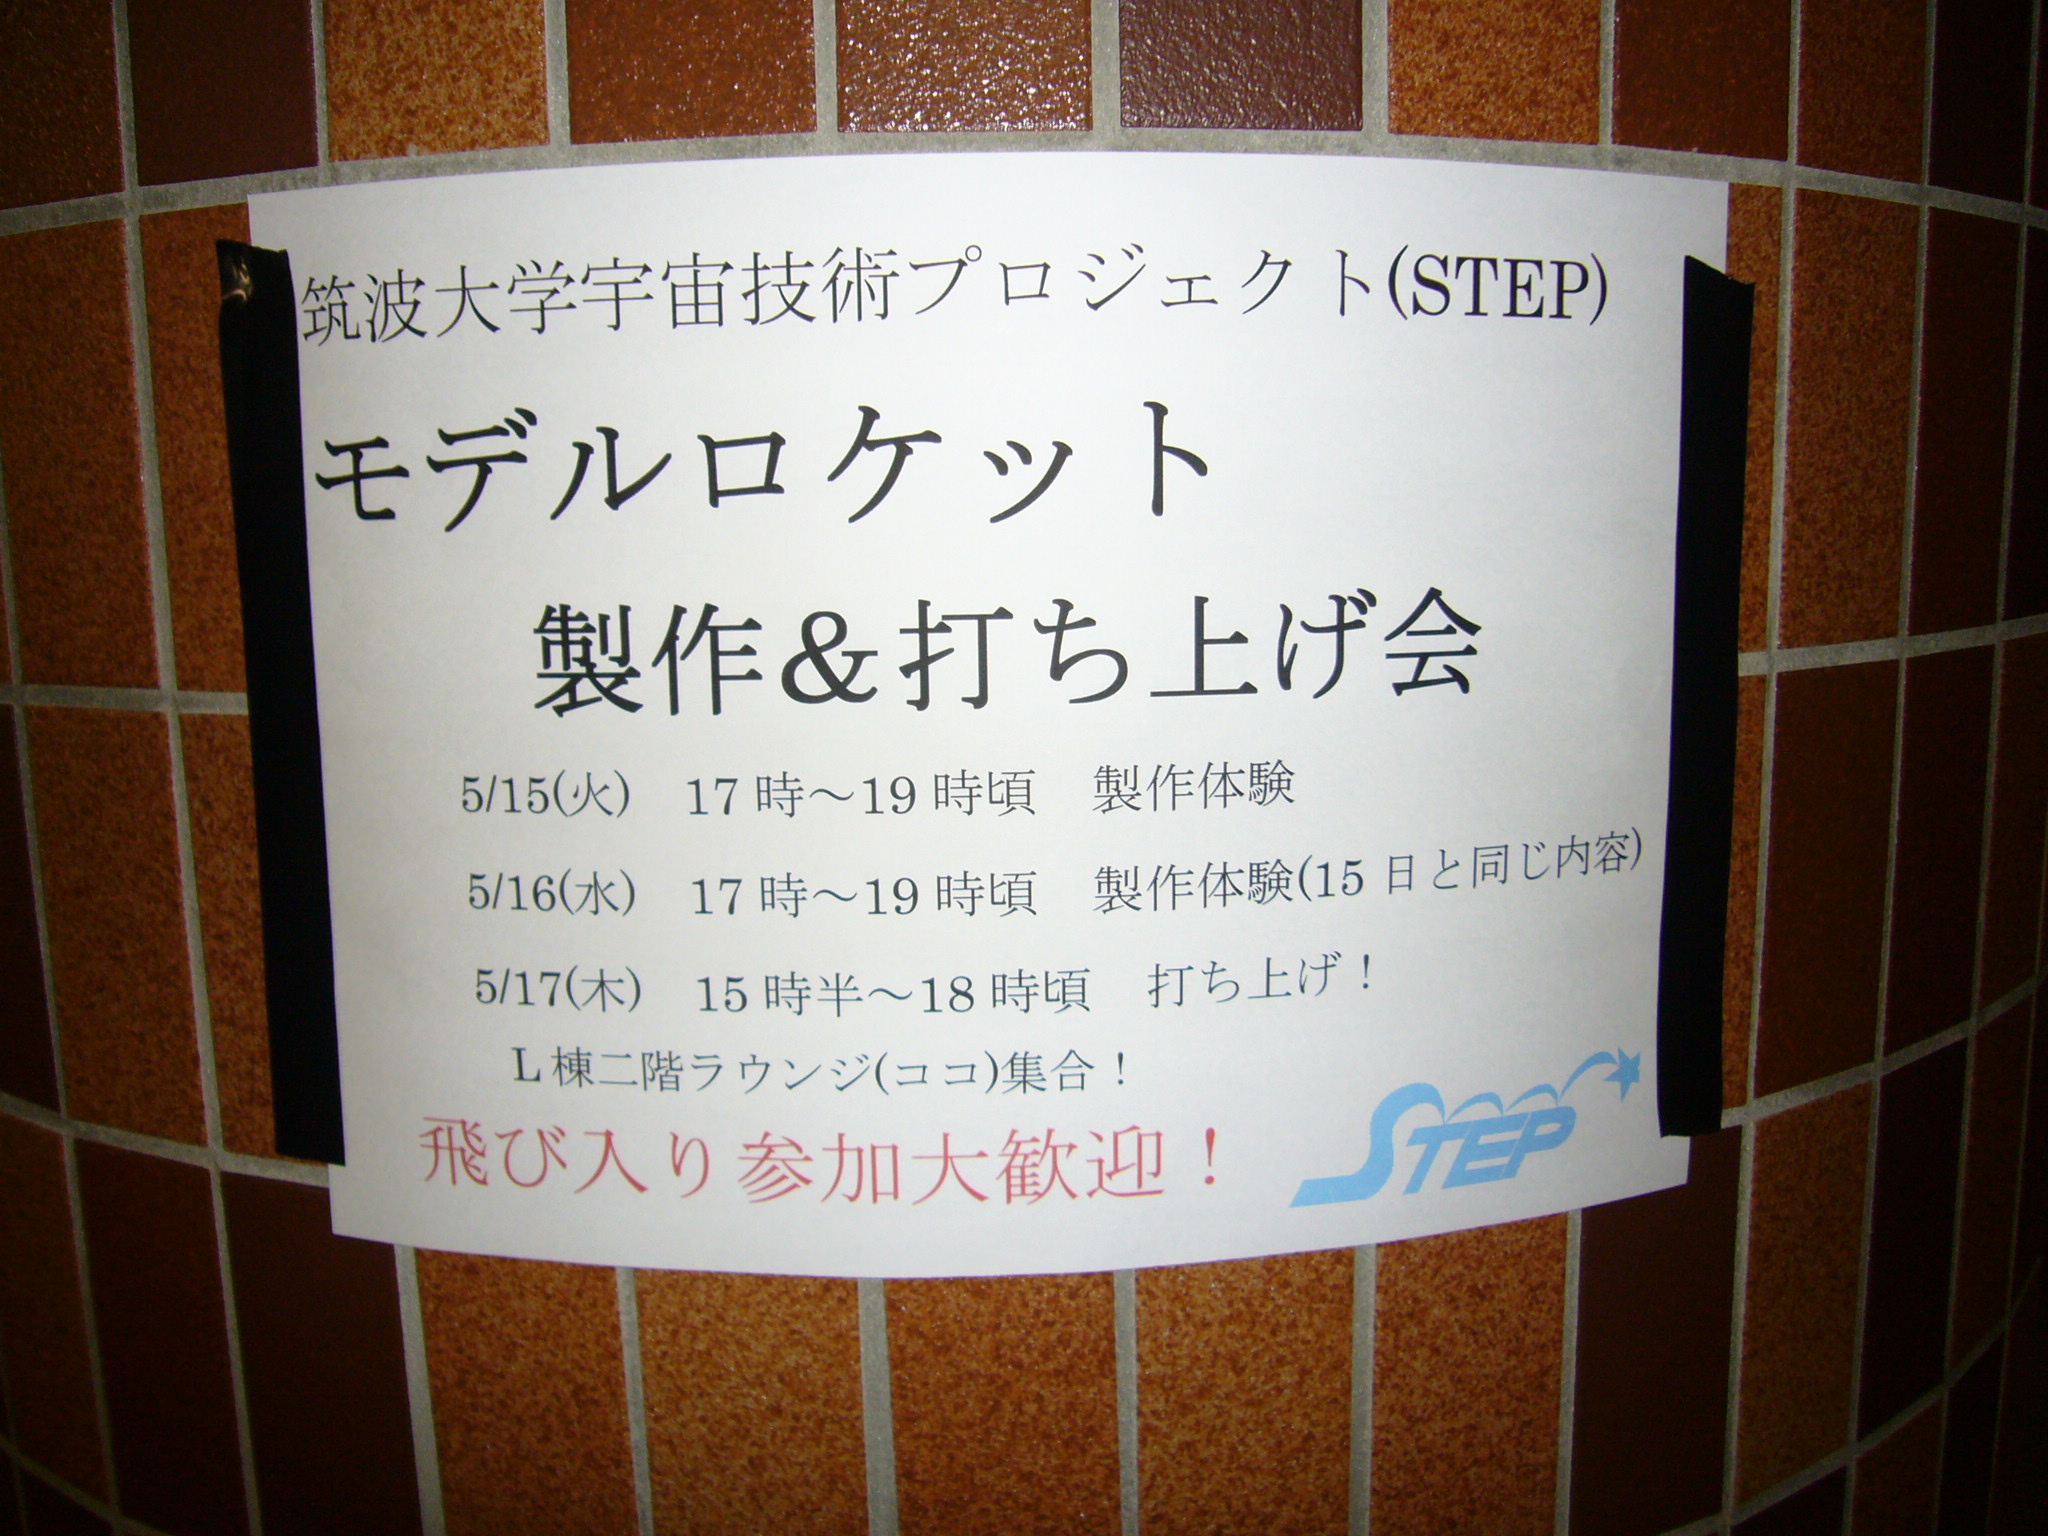 筑波大学宇宙技術プロジェクト(STEP)
モデルロケット
製作&打ち上げ会
5/15(火) 17時～19時頃 製作体験
5/16(水) 17時～19時頃 製作体験(15日と同じ内容)
5/17(木) 15時半～18時頃 打ち上げ！
L棟二階ラウンジ(ココ)集合！
飛び入り参加大歓迎！
STEP